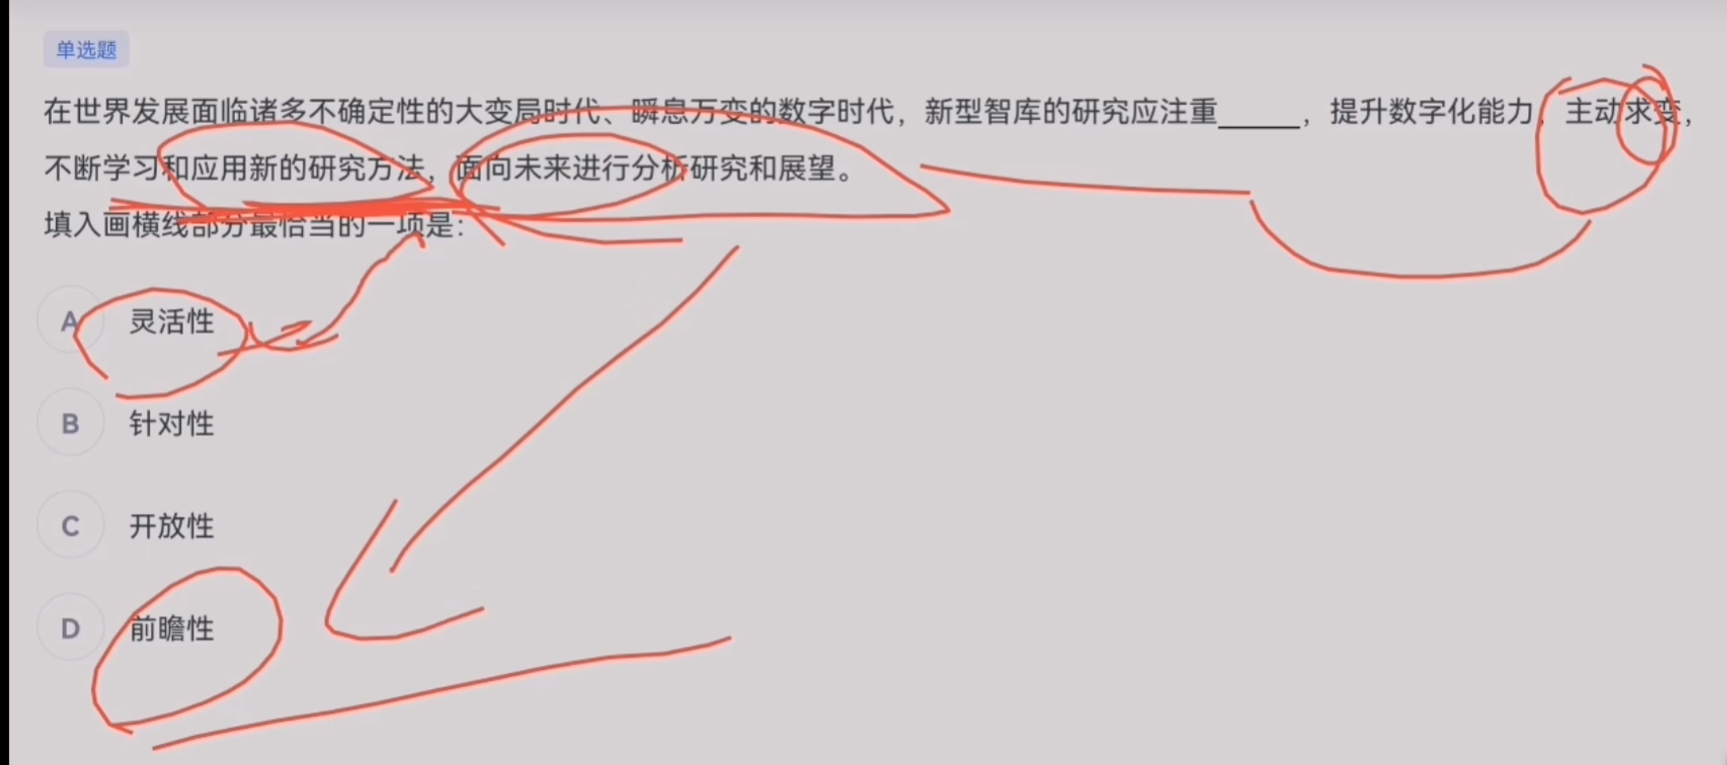 单选题
在世界发展面临诸多不确定性的大变局时代、瞬息万变的数字时代，新型智库的研究应注重_____，提升数字化能力，主动求变，
不断学习和应用新的研究方法，面向未来进行分析研究和展望。
填入画横线部分最恰当的一项是：
A 灵活性
B 针对性
C 开放性
D 前瞻性